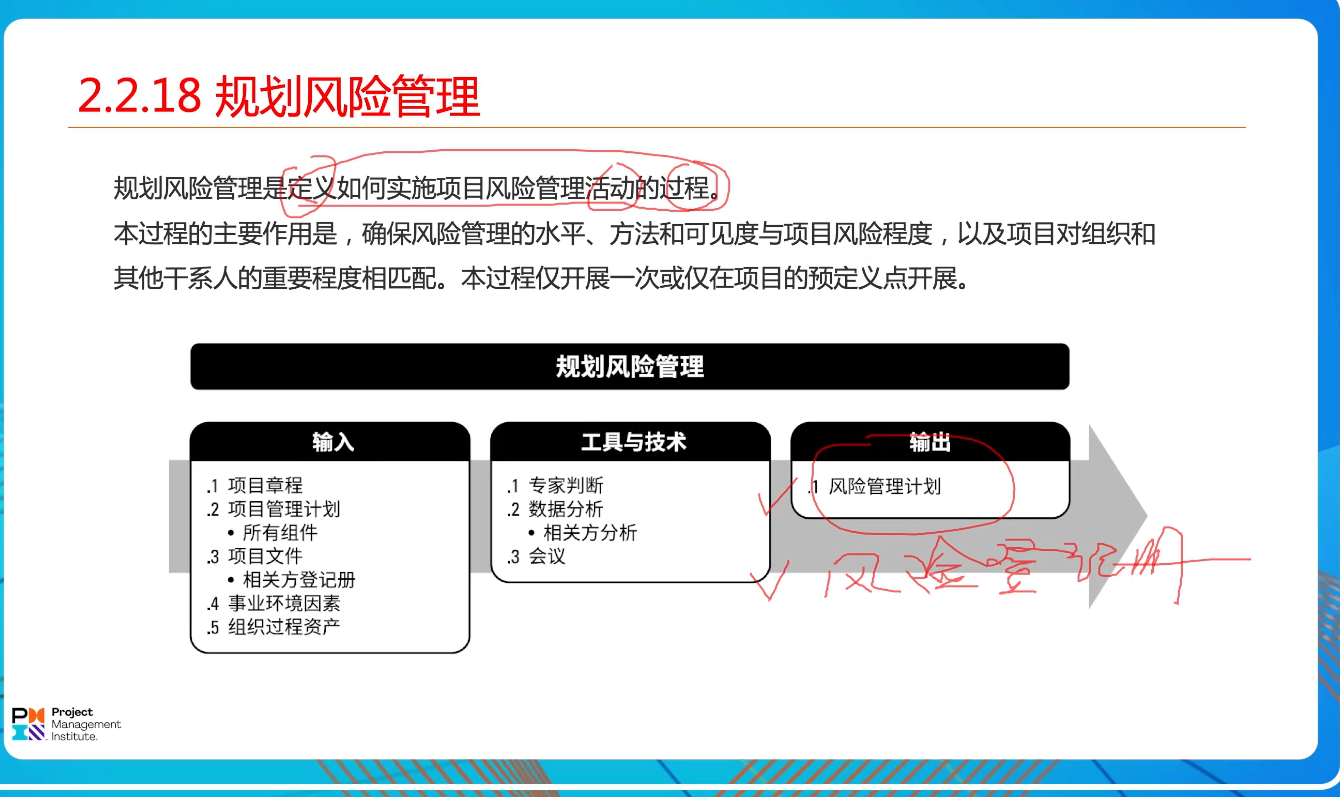 2.2.18 规划风险管理
规划风险管理是定义如何实施项目风险管理活动的过程。
本过程的主要作用是，确保风险管理的水平、方法和可见度与项目风险程度，以及项目对组织和
其他干系人的重要程度相匹配。本过程仅开展一次或仅在项目的预定义点开展。
规划风险管理
输入
.1 项目章程
.2 项目管理计划
• 所有组件
.3 项目文件
• 相关方登记册
.4 事业环境因素
.5 组织过程资产
工具与技术
.1 专家判断
.2 数据分析
• 相关方分析
.3 会议
输出
.1 风险管理计划
风险登记册
Project
Management
Institute.